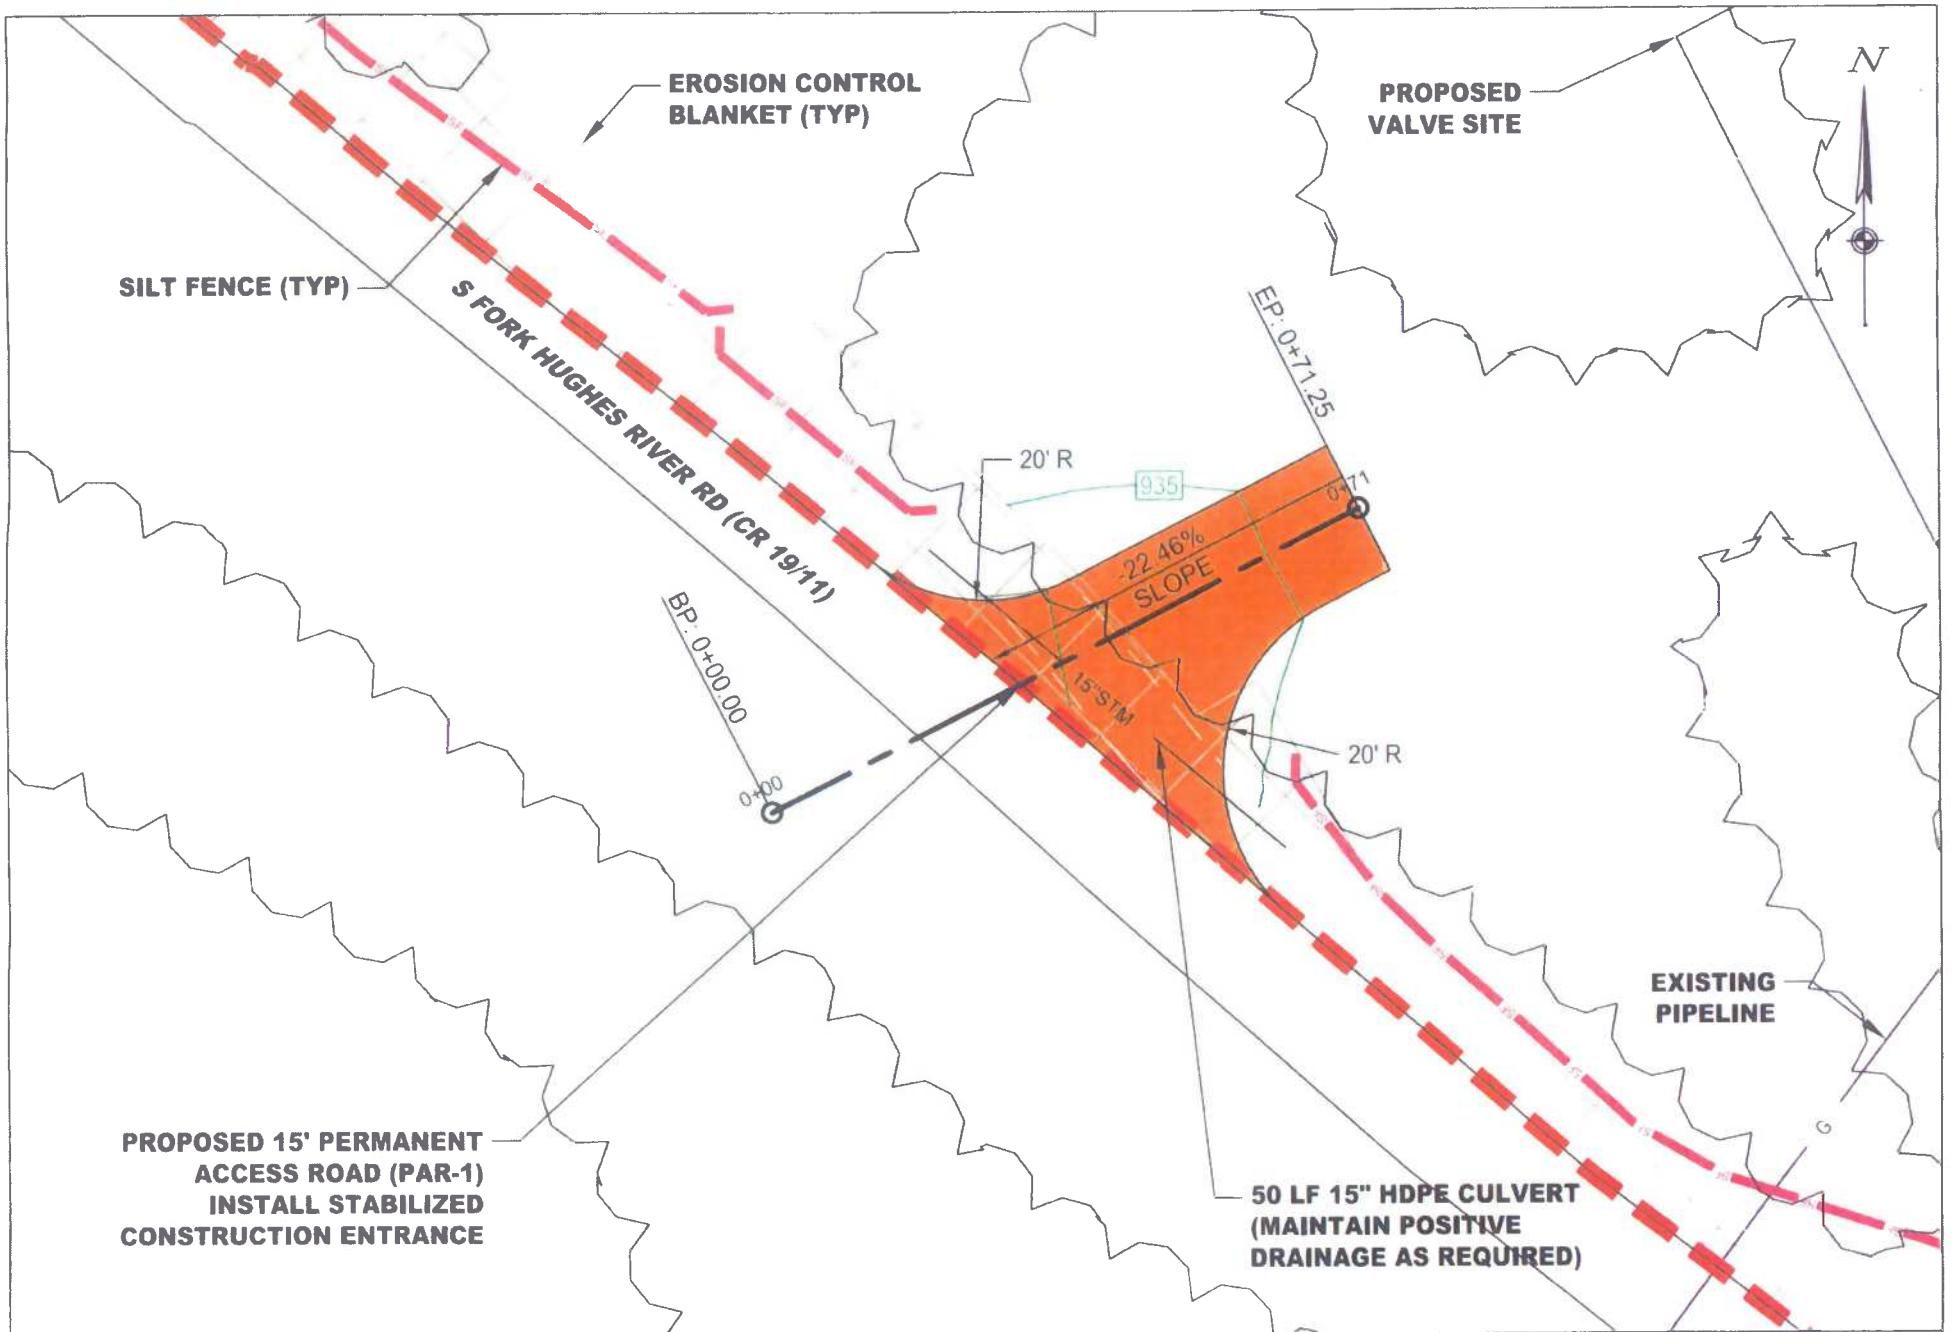 EROSION CONTROL
BLANKET (TYP)
PROPOSED
VALVE SITE
N
SILT FENCE (TYP)
S FORK HUGHES RIVER RD (CR 19/11)
EP: 0+71.25
20' R
935
0+71
-22.46%
SLOPE
BP: 0+00.00
0+00
15"STM
20' R
EXISTING
PIPELINE
G
PROPOSED 15' PERMANENT
ACCESS ROAD (PAR-1)
INSTALL STABILIZED
CONSTRUCTION ENTRANCE
50 LF 15" HDPE CULVERT
(MAINTAIN POSITIVE
DRAINAGE AS REQUIRED)